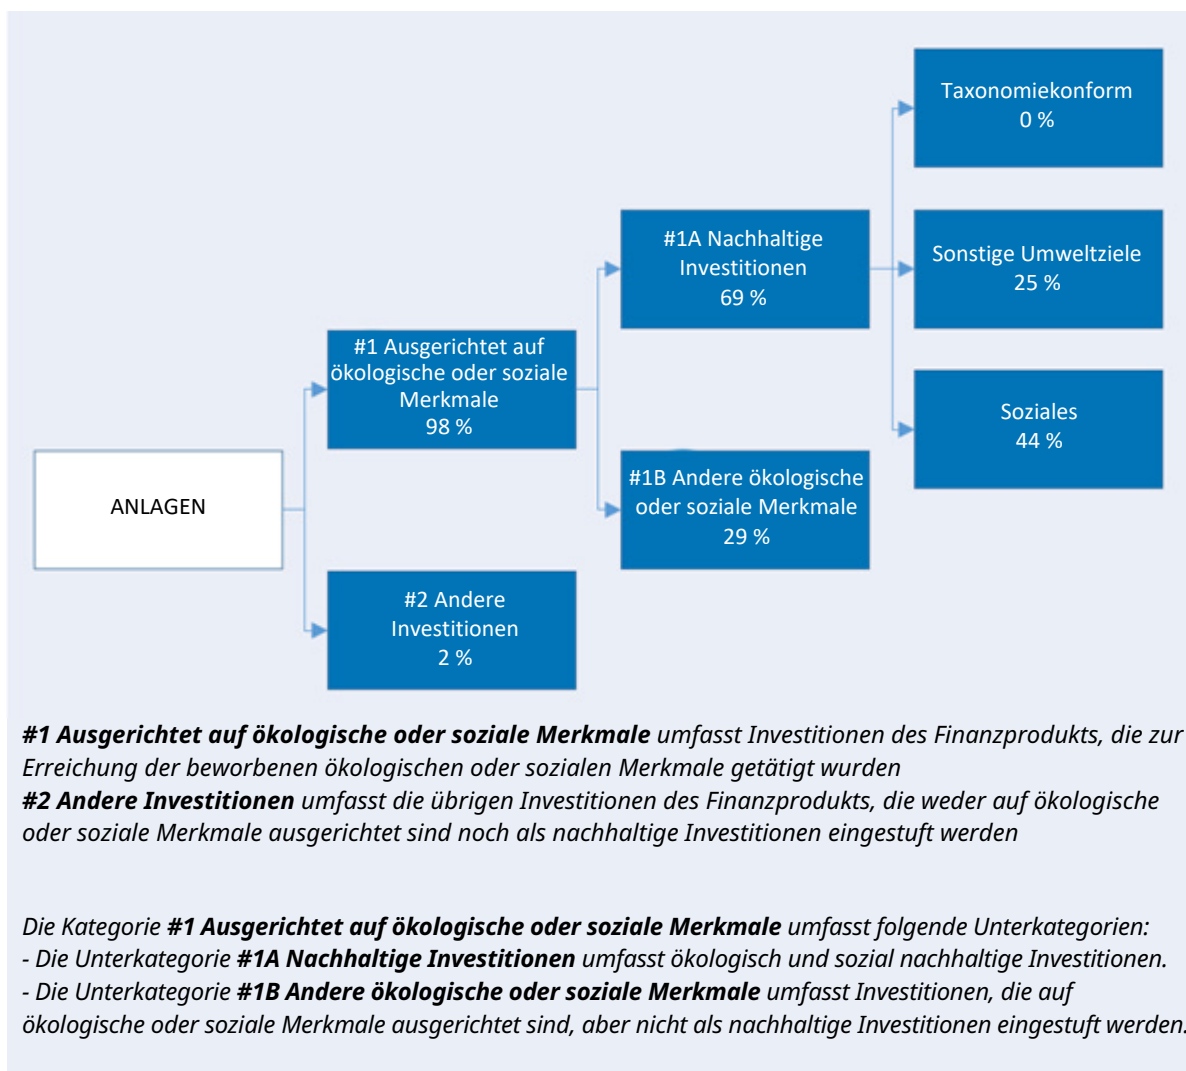 Taxonomiekonform
0 %
#1A Nachhaltige
Investitionen
69 %
Sonstige Umweltziele
25 %
#1 Ausgerichtet auf
ökologische oder soziale
Merkmale
98 %
Soziales
44 %
#1B Andere ökologische
oder soziale Merkmale
29 %
ANLAGEN
#2 Andere
Investitionen
2 %
#1 Ausgerichtet auf ökologische oder soziale Merkmale umfasst Investitionen des Finanzprodukts, die zur
Erreichung der beworbenen ökologischen oder sozialen Merkmale getätigt wurden
#2 Andere Investitionen umfasst die übrigen Investitionen des Finanzprodukts, die weder auf ökologische
oder soziale Merkmale ausgerichtet sind noch als nachhaltige Investitionen eingestuft werden
Die Kategorie #1 Ausgerichtet auf ökologische oder soziale Merkmale umfasst folgende Unterkategorien:
- Die Unterkategorie #1A Nachhaltige Investitionen umfasst ökologisch und sozial nachhaltige Investitionen.
- Die Unterkategorie #1B Andere ökologische oder soziale Merkmale umfasst Investitionen, die auf
ökologische oder soziale Merkmale ausgerichtet sind, aber nicht als nachhaltige Investitionen eingestuft werden.